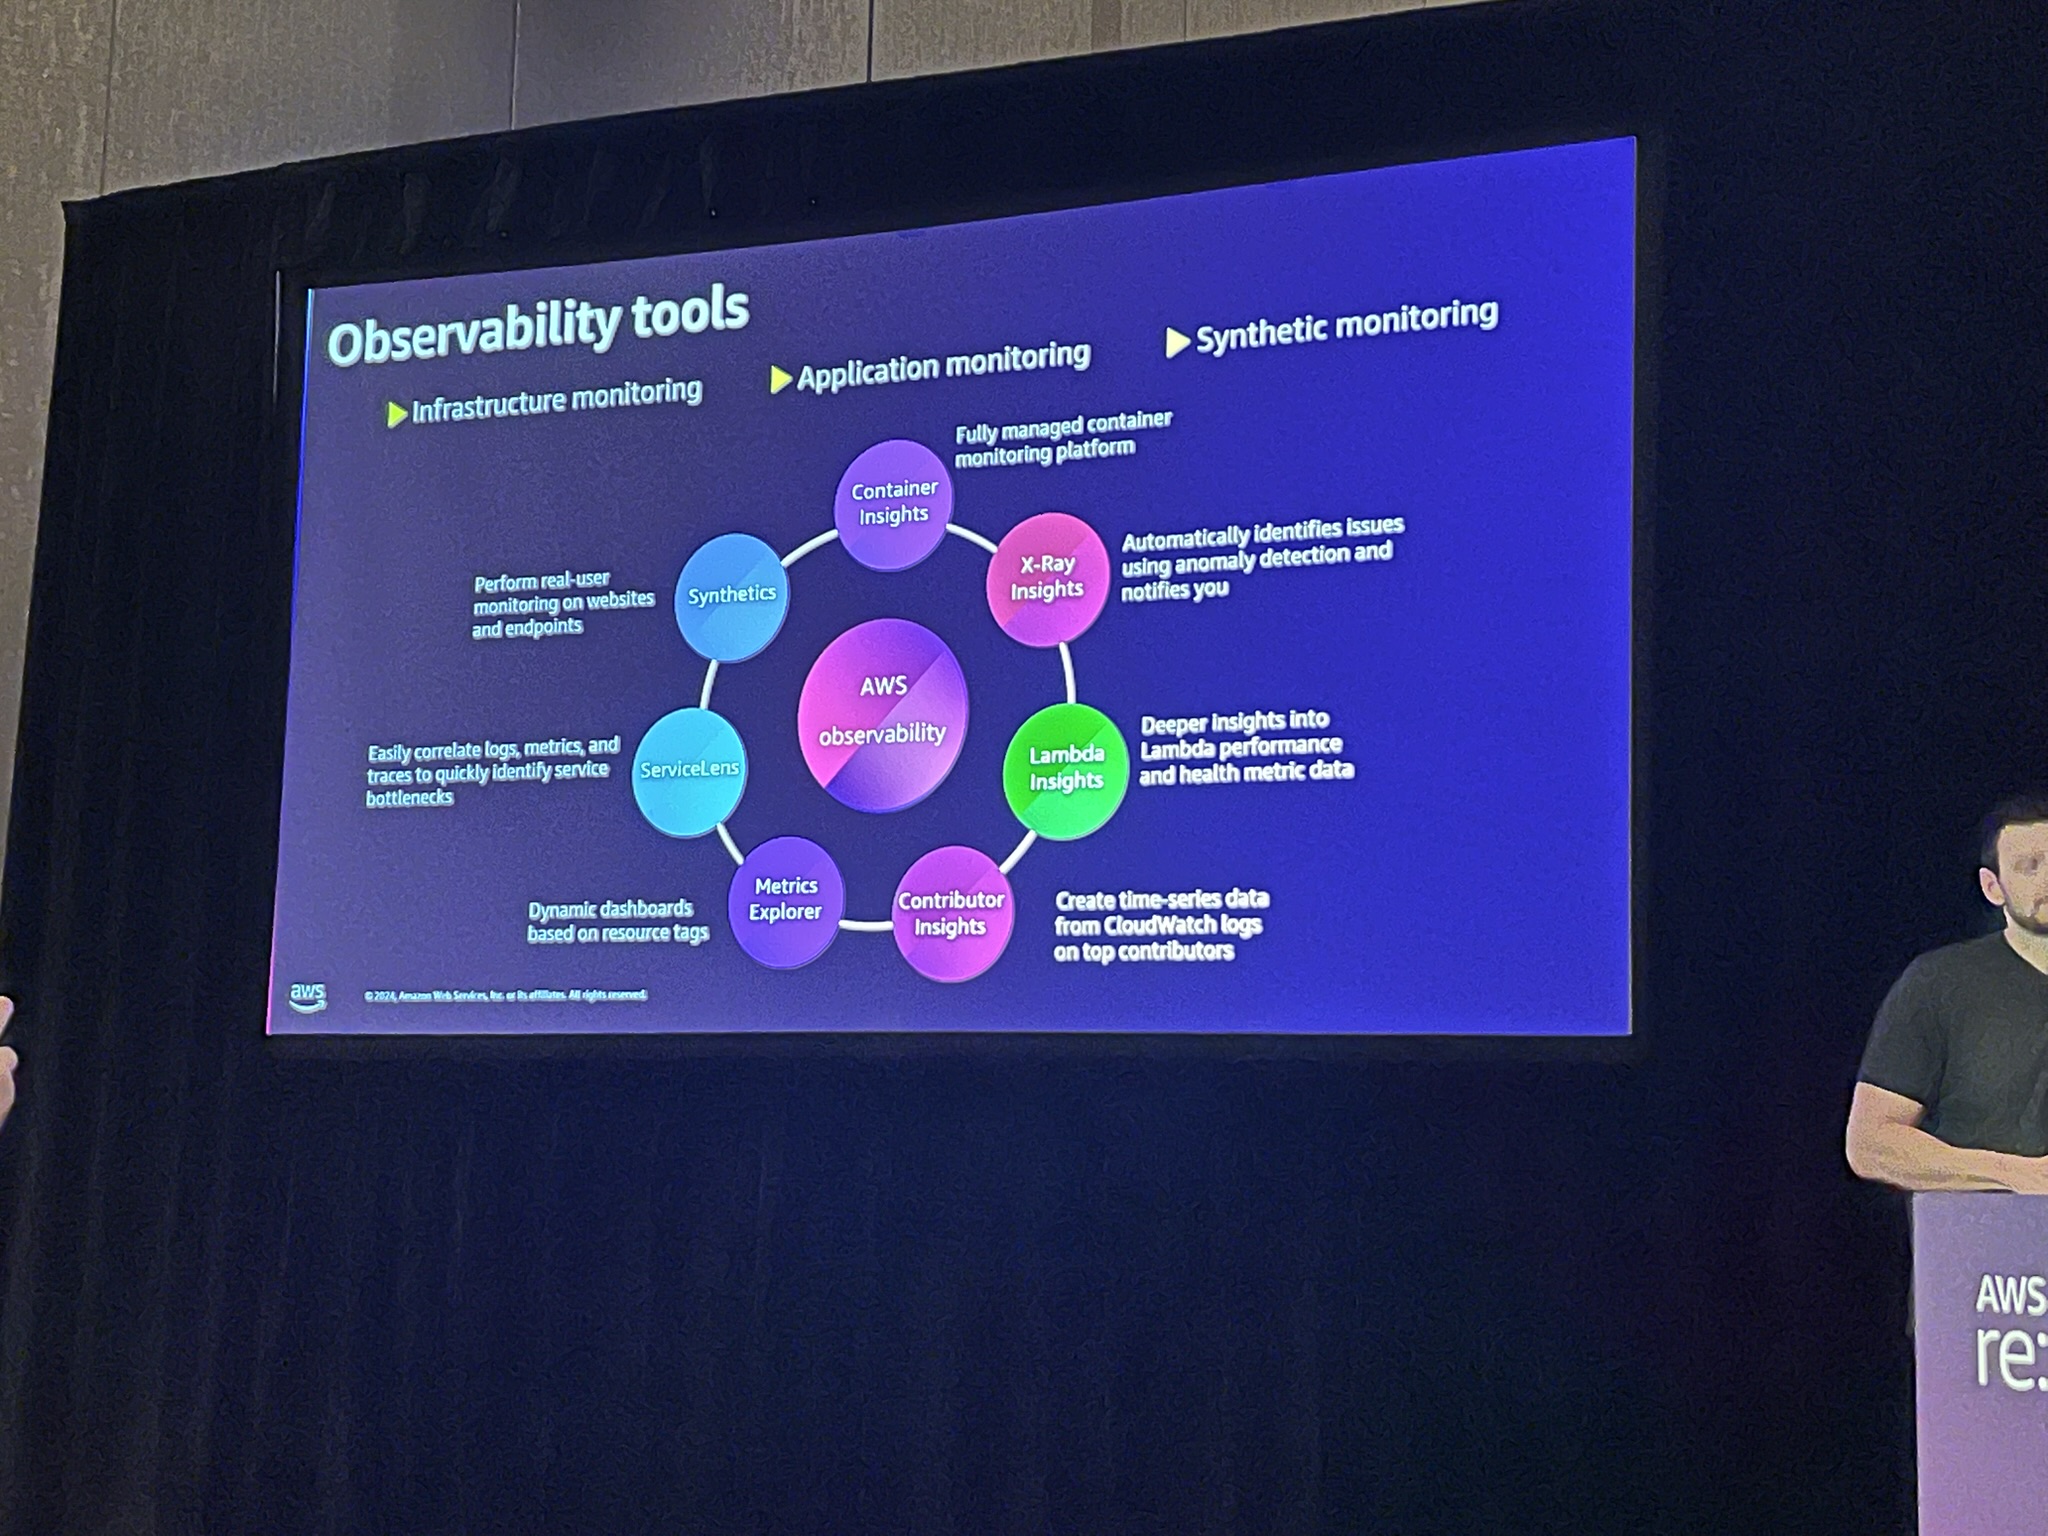 Observability tools
Infrastructure monitoring
Application monitoring
Synthetic monitoring
Container
Insights
Fully managed container
monitoring platform
X-Ray
Insights
Automatically identifies issues
using anomaly detection and
notifies you
Lambda
Insights
Deeper insights into
Lambda performance
and health metric data
Contributor
Insights
Create time-series data
from CloudWatch logs
on top contributors
Metrics
Explorer
Dynamic dashboards
based on resource tags
ServiceLens
Easily correlate logs, metrics, and
traces to quickly identify service
bottlenecks
Synthetics
Perform real-user
monitoring on websites
and endpoints
AWS
observability
aws
© 2024, Amazon Web Services, Inc. or its affiliates. All rights reserved.
AWS
re: